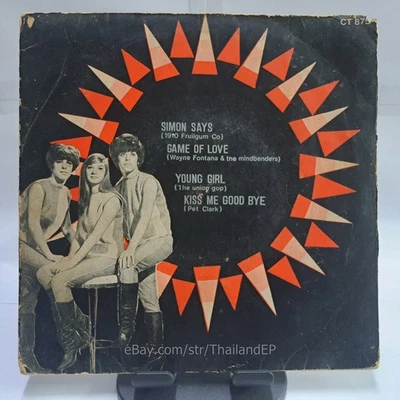 CT 875
SIMON SAYS
(1910 Fruitgum Co)
GAME OF LOVE
(Wayne Fontana & the mindbenders)
YOUNG GIRL
(The union gap)
KISS ME GOOD BYE
(Pet Clark)
eBay.com/str/ThailandEP